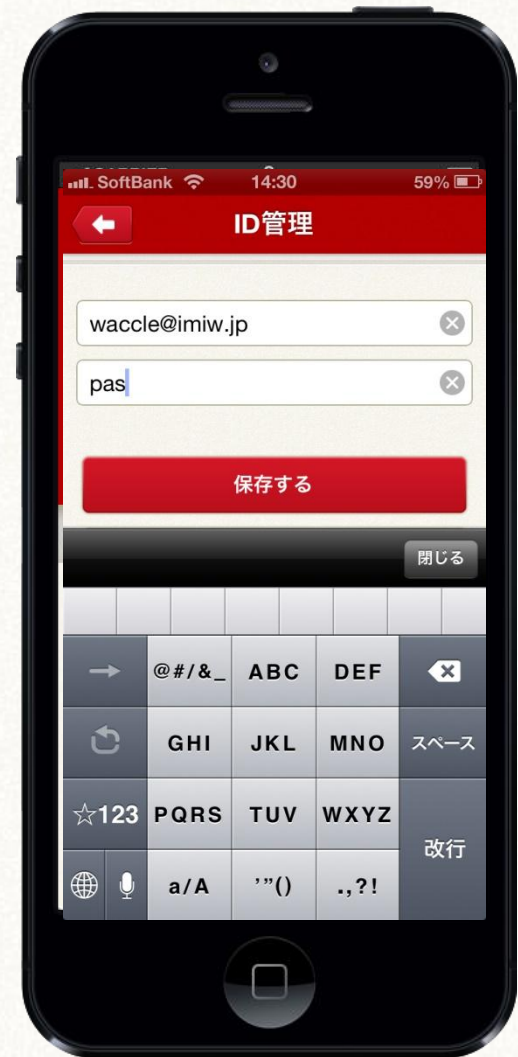 SoftBank 14:30 59%
ID管理
waccle@imiw.jp
pas
保存する
閉じる
→ @#/&_ ABC DEF
GHI JKL MNO スペース
☆123 PQRS TUV WXYZ
改行
a/A ’”() .,?!